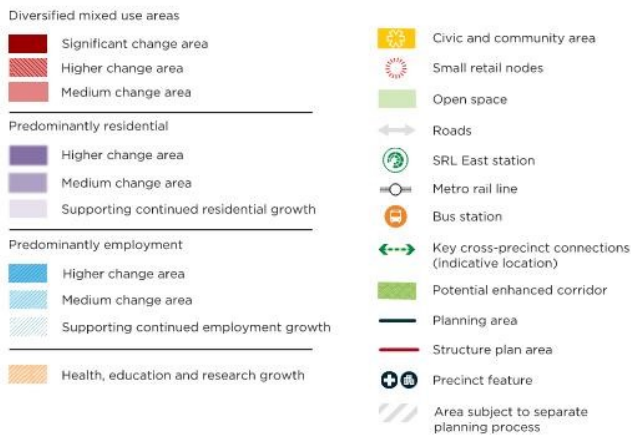 Diversified mixed use areas
Significant change area
Higher change area
Medium change area
Predominantly residential
Higher change area
Medium change area
Supporting continued residential growth
Predominantly employment
Higher change area
Medium change area
Supporting continued employment growth
Health, education and research growth
Civic and community area
Small retail nodes
Open space
Roads
SRL East station
Metro rail line
Bus station
Key cross-precinct connections
(indicative location)
Potential enhanced corridor
Planning area
Structure plan area
Precinct feature
Area subject to separate
planning process